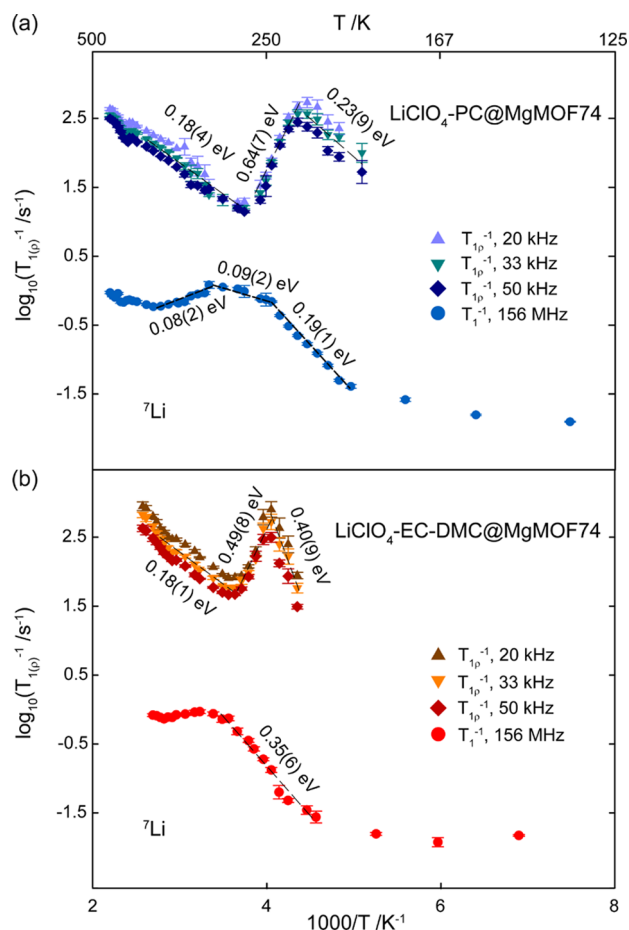 T /K
(a)
500 250 167 125
LiClO₄-PC@MgMOF74
0.18(4) eV
0.64(7) eV
0.23(9) eV
2.5
1.5
0.5
-0.5
-1.5
log₁₀(T₁₍ρ₎⁻¹ /s⁻¹)
T₁ρ⁻¹, 20 kHz
T₁ρ⁻¹, 33 kHz
T₁ρ⁻¹, 50 kHz
T₁⁻¹, 156 MHz
0.09(2) eV
0.08(2) eV
0.19(1) eV
⁷Li
(b)
LiClO₄-EC-DMC@MgMOF74
0.49(8) eV
0.40(9) eV
0.18(1) eV
2.5
1.5
0.5
-0.5
-1.5
log₁₀(T₁₍ρ₎⁻¹/s⁻¹)
T₁ρ⁻¹, 20 kHz
T₁ρ⁻¹, 33 kHz
T₁ρ⁻¹, 50 kHz
T₁⁻¹, 156 MHz
0.35(6) eV
⁷Li
2 4 6 8
1000/T /K⁻¹